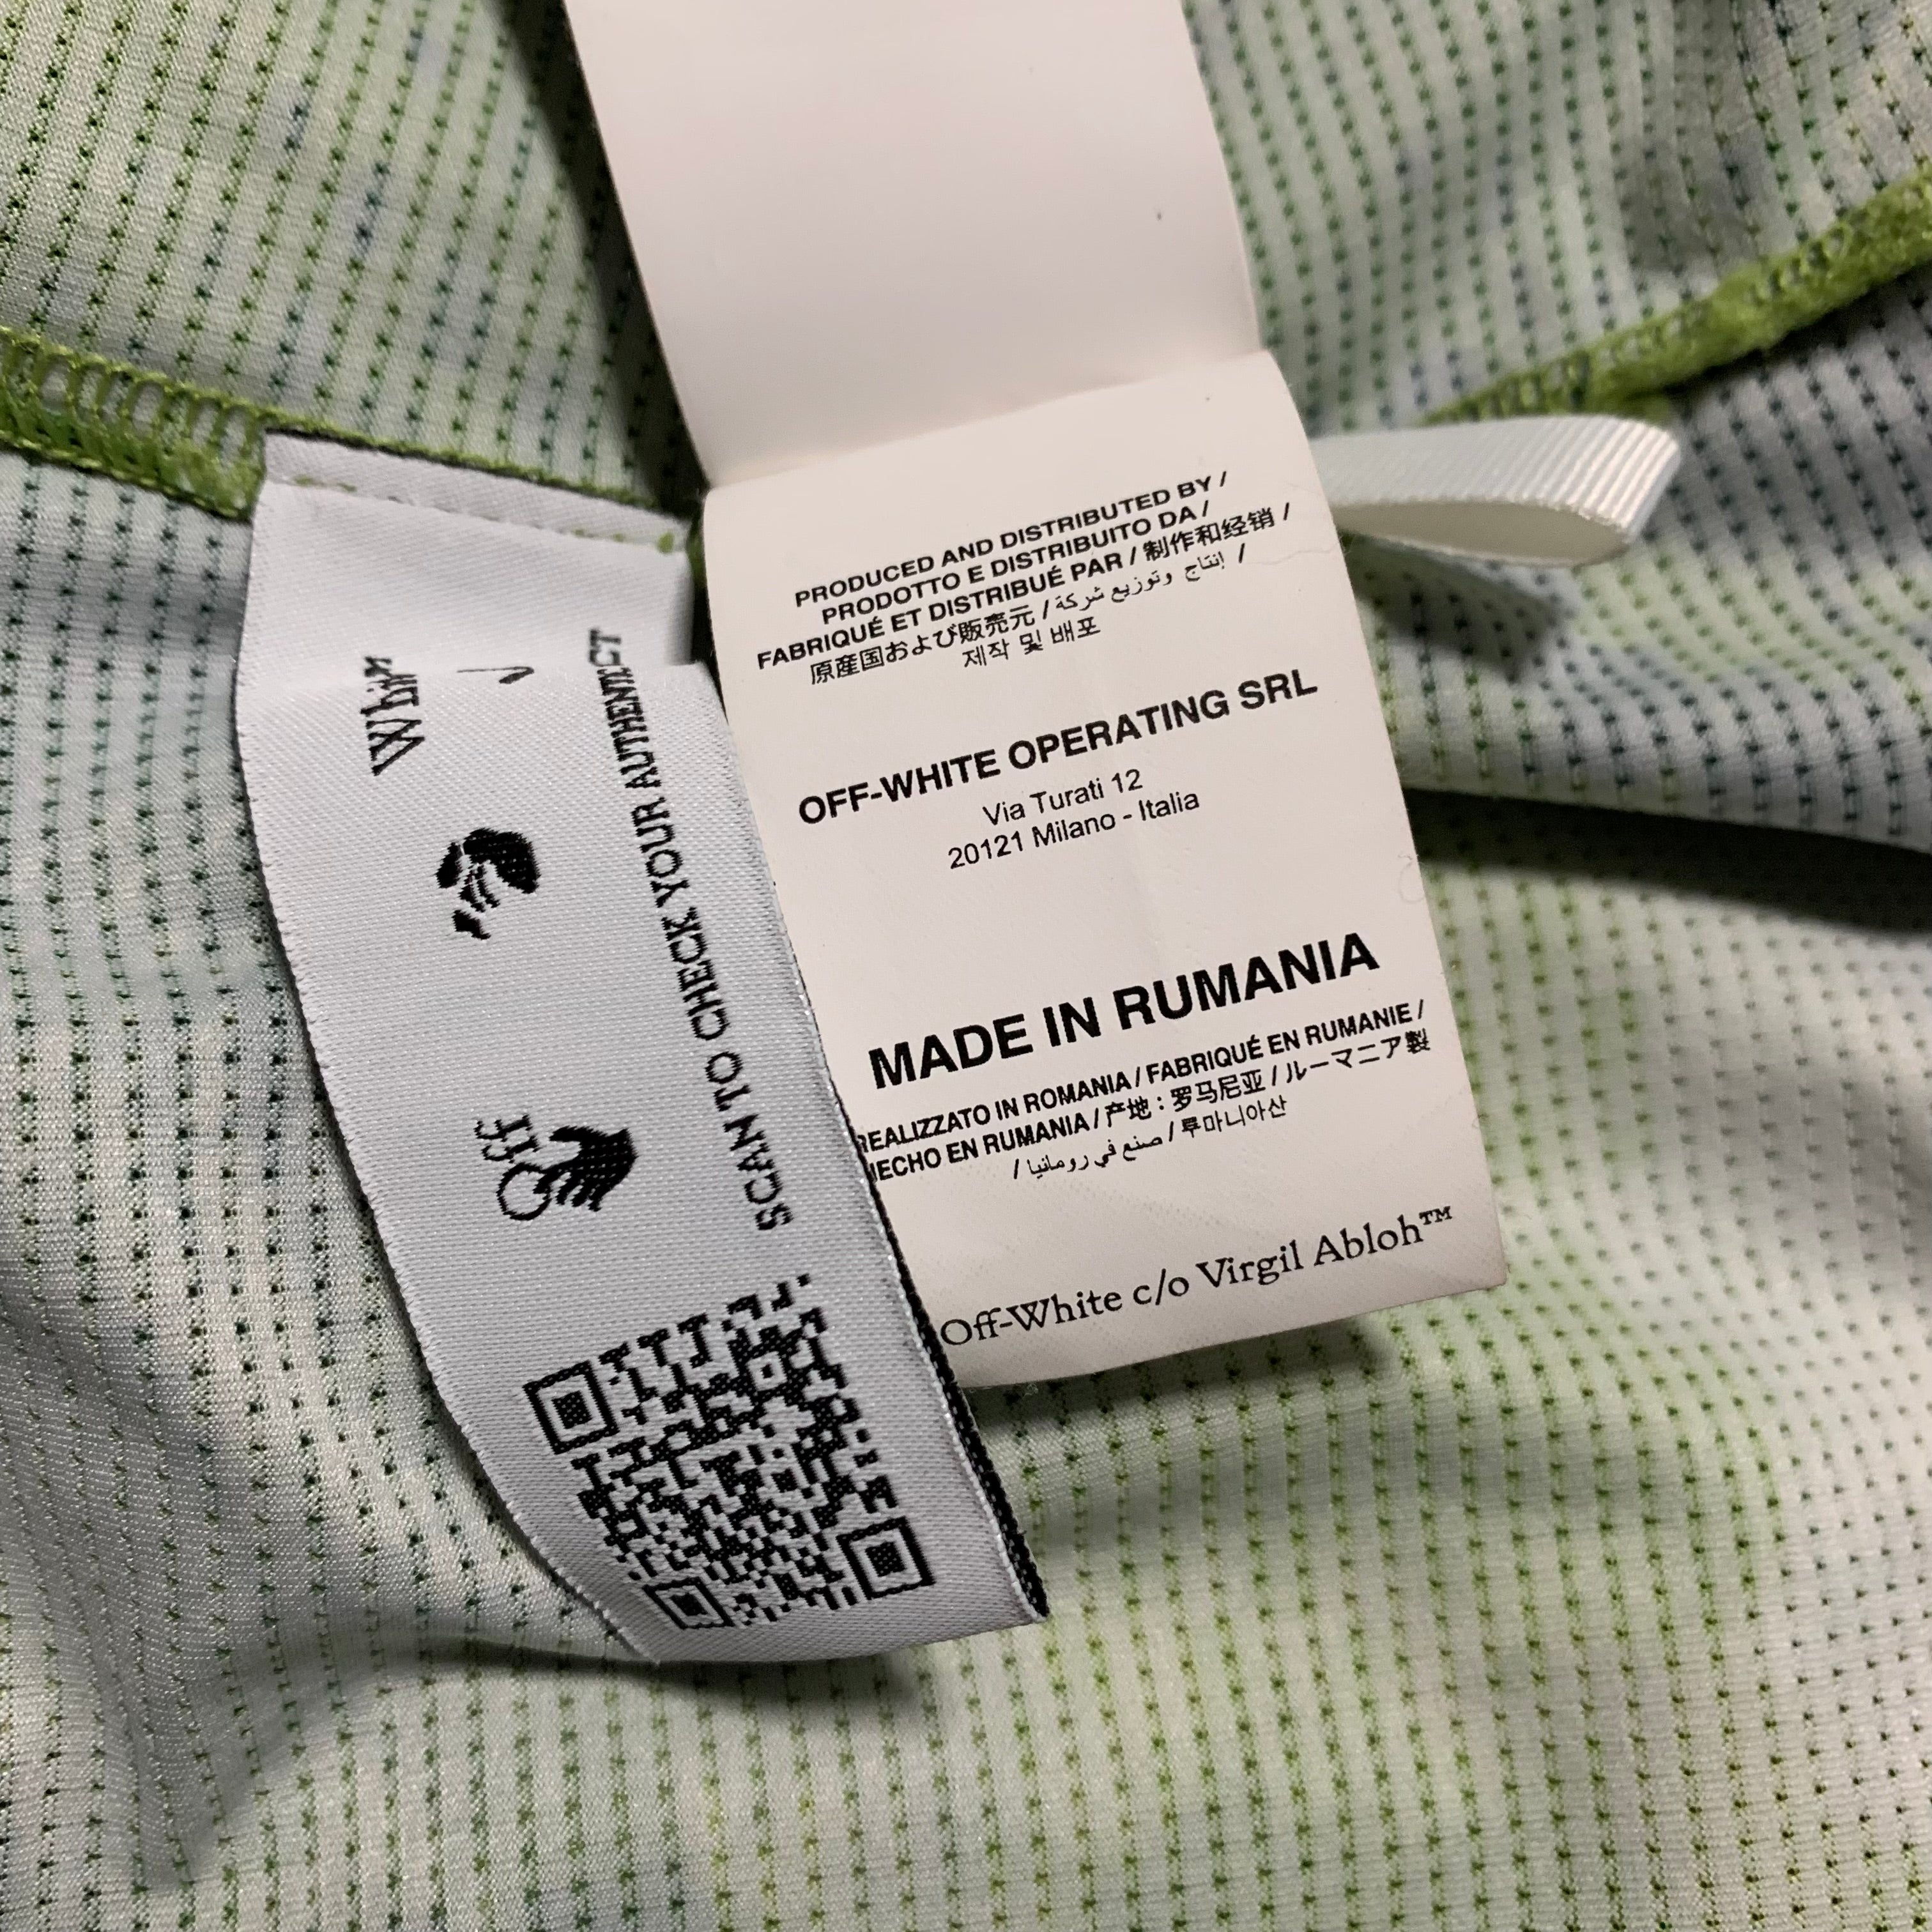 PRODUCED AND DISTRIBUTED BY /
PRODOTTO E DISTRIBUITO DA /
FABRIQUÉ ET DISTRIBUÉ PAR / 制作和经销 /
原産国および販売元 / إنتاج وتوزيع شركة /
제작 및 배포
OFF-WHITE OPERATING SRL
Via Turati 12
20121 Milano - Italia
MADE IN RUMANIA
REALIZZATO IN ROMANIA / FABRIQUÉ EN RUMANIE /
HECHO EN RUMANIA / 产地：罗马尼亚 / ルーマニア製
/ صنع في رومانيا / 루마니아산
Off-White c/o Virgil Abloh™
Off
SCAN TO CHECK YOUR